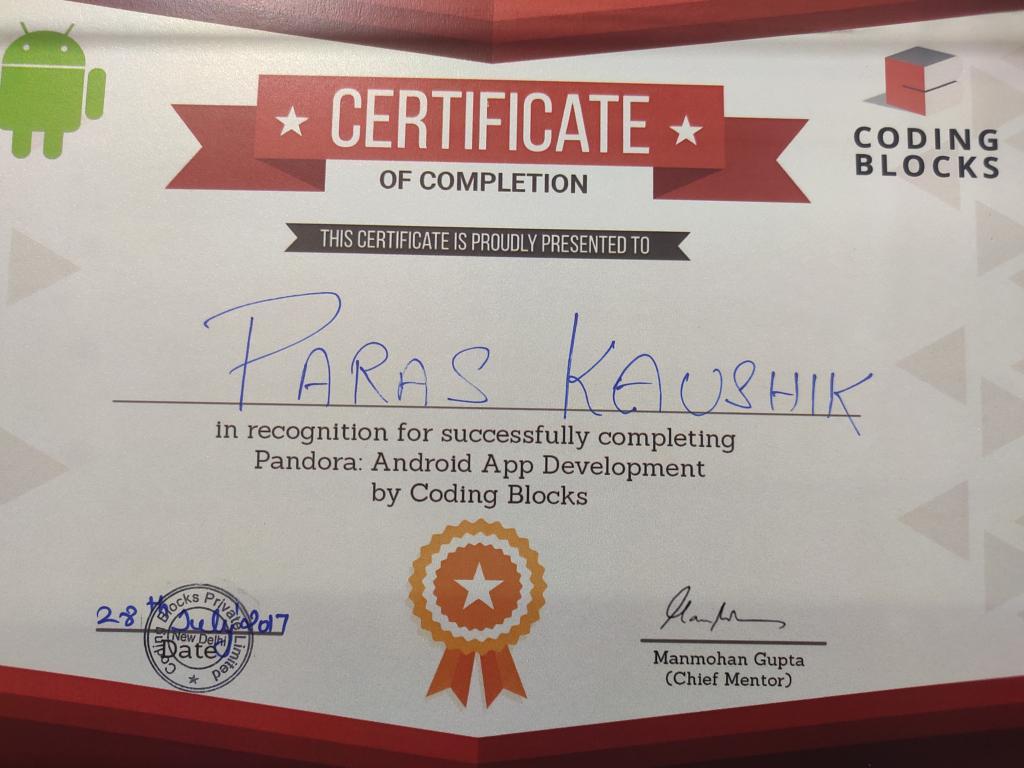 CERTIFICATE
OF COMPLETION
CODING
BLOCKS
THIS CERTIFICATE IS PROUDLY PRESENTED TO
PARAS KAUSHIK
in recognition for successfully completing
Pandora: Android App Development
by Coding Blocks
28th July 2017
Date
Coding Blocks Private Limited
New Delhi
Manmohan Gupta
(Chief Mentor)